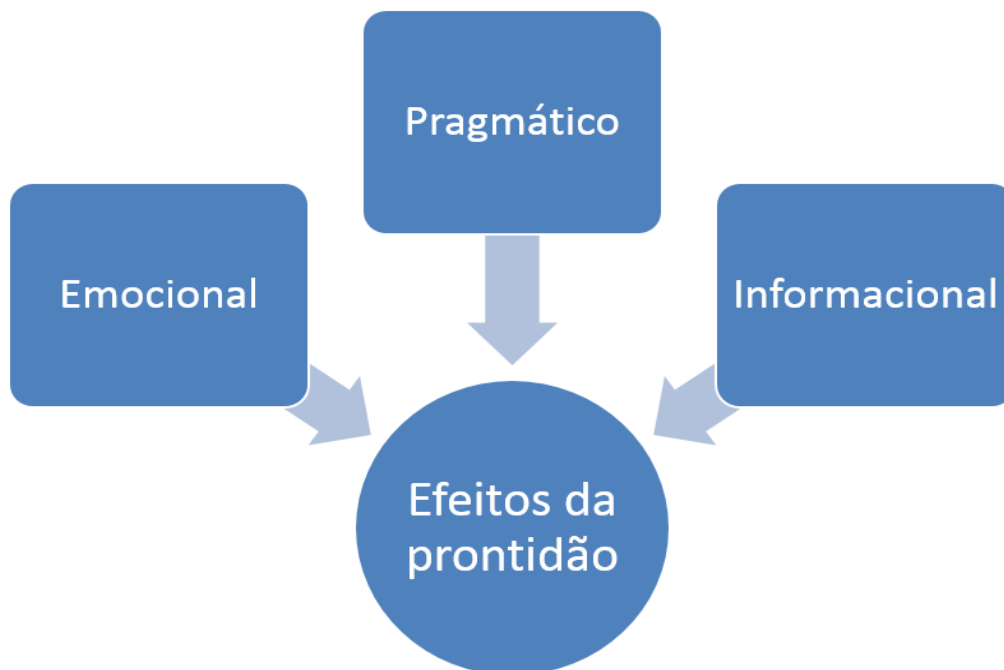 Pragmático
Emocional
Informacional
Efeitos da
prontidão